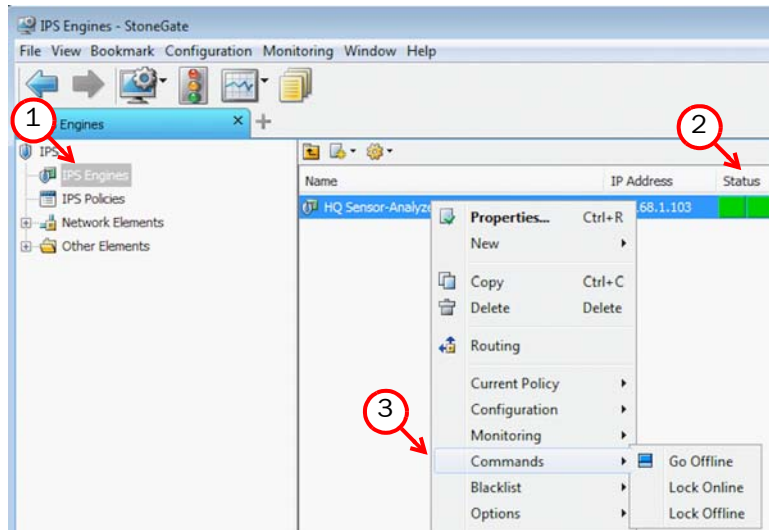 IPS Engines - StoneGate
File View Bookmark Configuration Monitoring Window Help
1
Engines
2
IPS
IPS Engines
IPS Policies
Network Elements
Other Elements
Name IP Address Status
HQ 68.1.103
Properties... Ctrl+R
New
Copy Ctrl+C
Delete Delete
Routing
Current Policy
Configuration
3
Monitoring
Commands
Go Offline
Blacklist
Lock Online
Options
Lock Offline